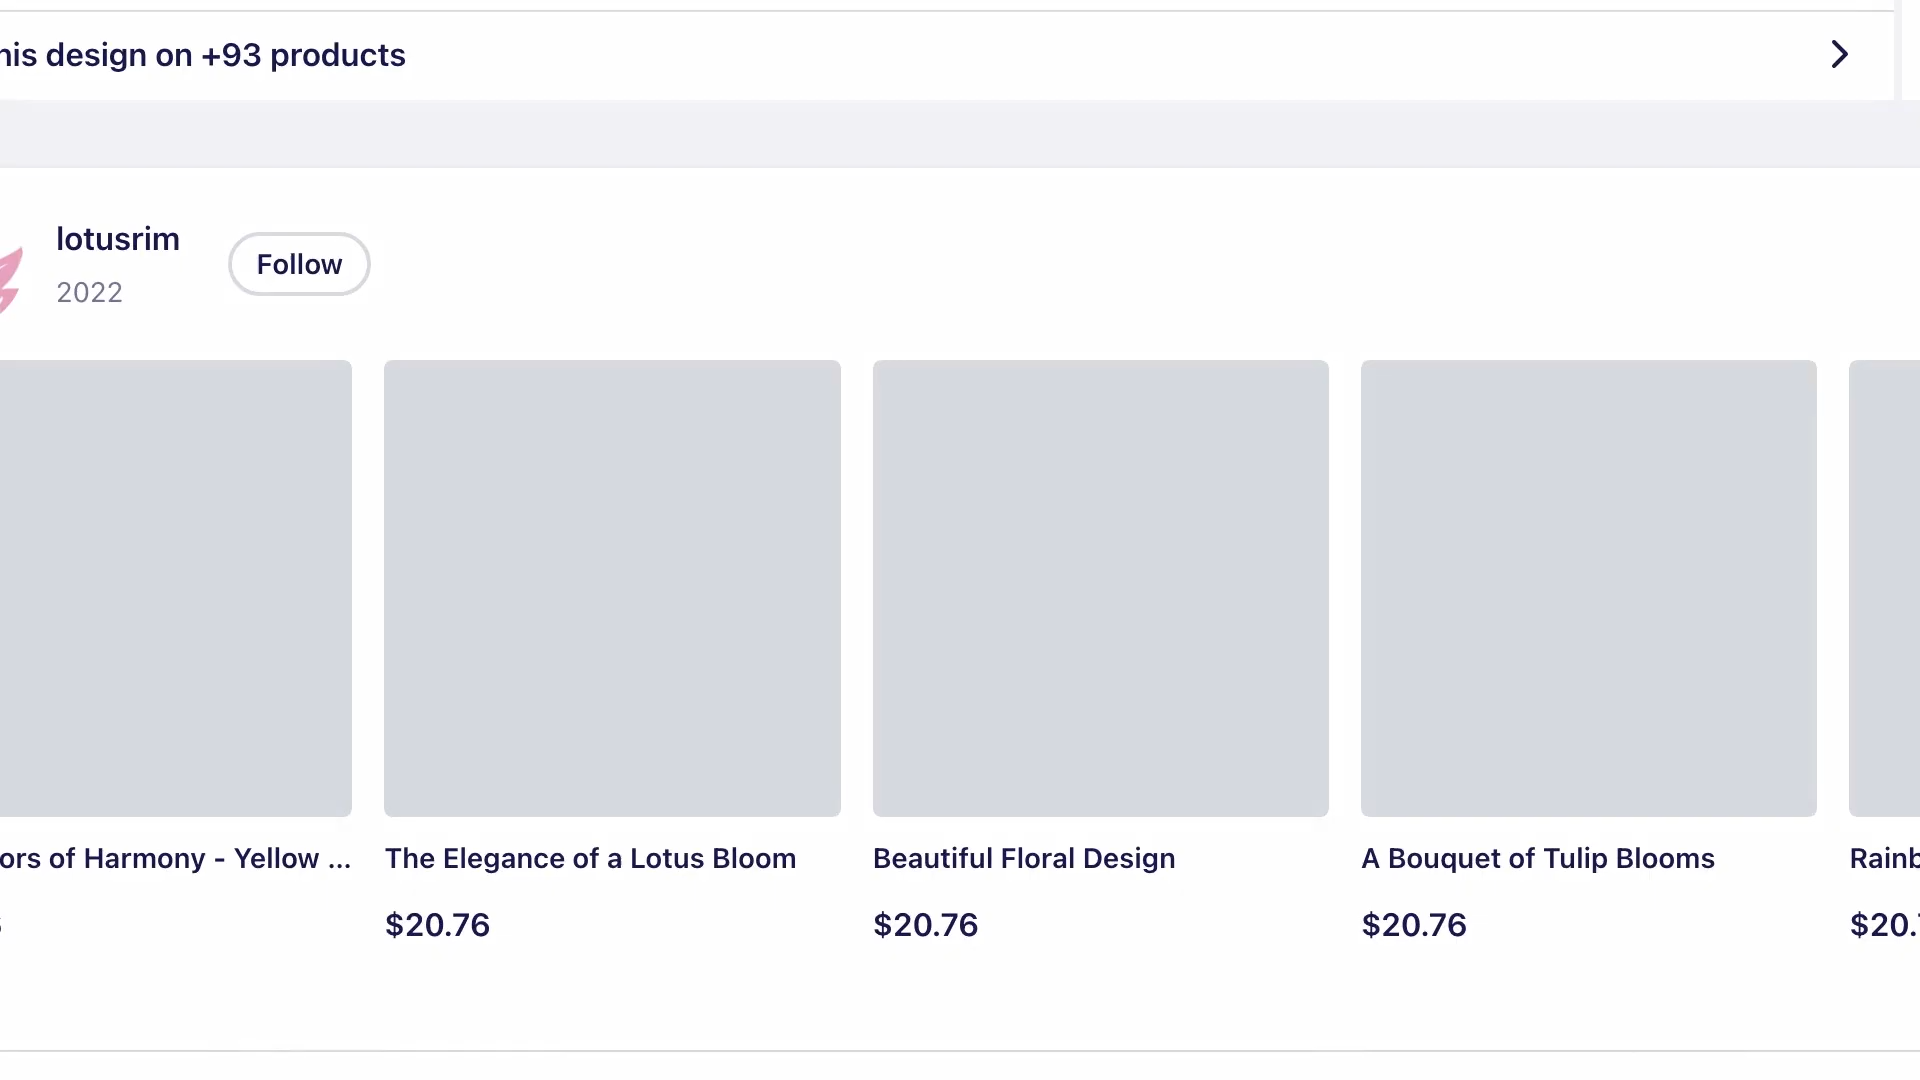 his design on +93 products
lotusrim
Follow
2022
ors of Harmony - Yellow ...
The Elegance of a Lotus Bloom
Beautiful Floral Design
A Bouquet of Tulip Blooms
$20.76
$20.76
$20.76